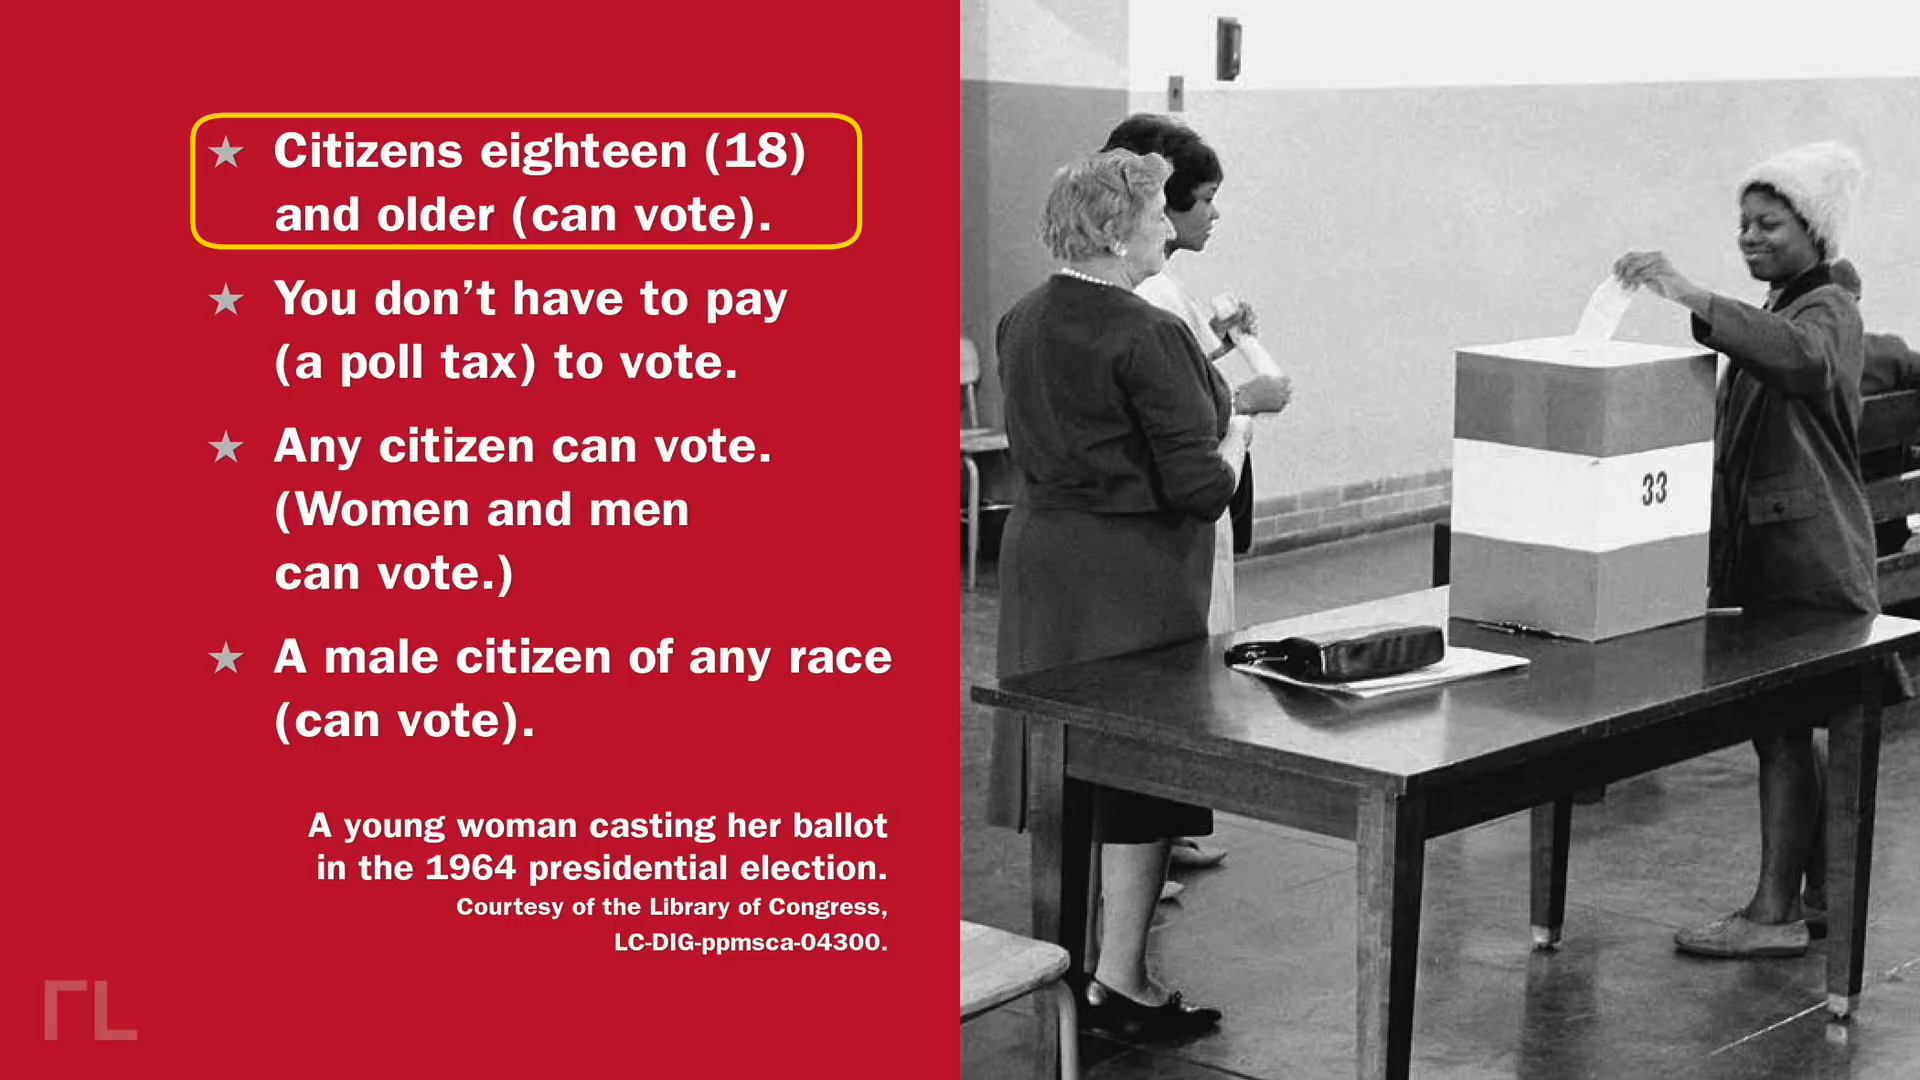 Citizens eighteen (18)
and older (can vote).
You don't have to pay
(a poll tax) to vote.
Any citizen can vote.
(Women and men
can vote.)
A male citizen of any race
(can vote).
A young woman casting her ballot
in the 1964 presidential election.
Courtesy of the Library of Congress,
LC-DIG-ppmsca-04300.
33